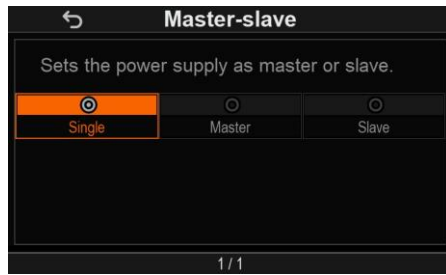 Master-slave
Sets the power supply as master or slave.
Single Master Slave
1 / 1